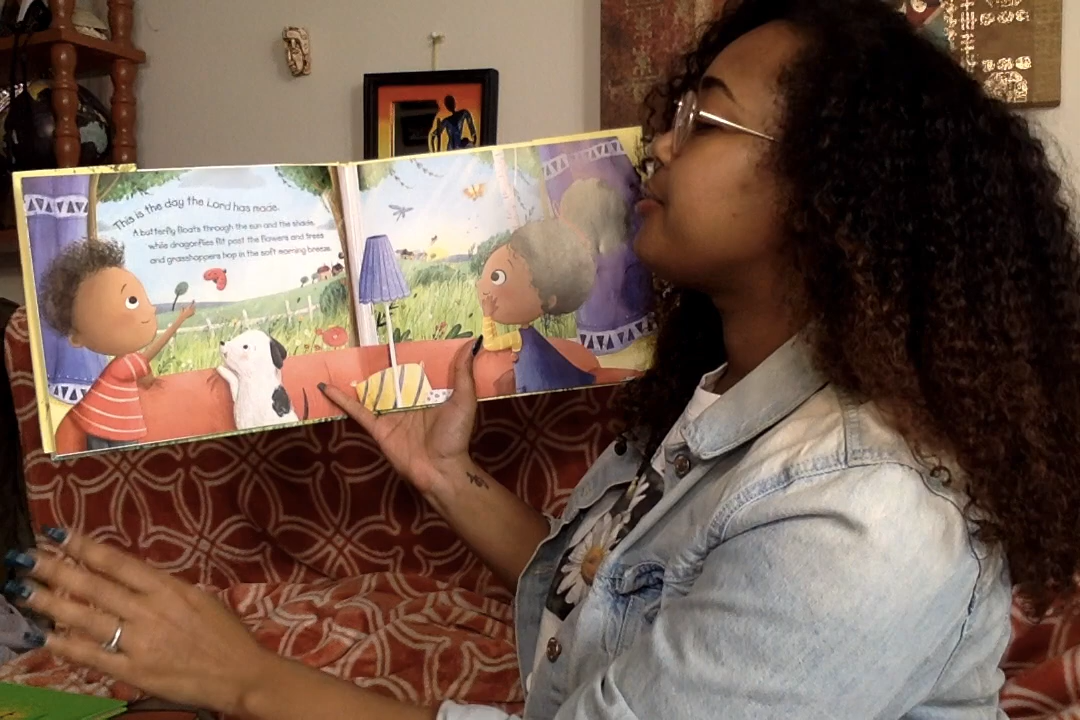 This is the day the Lord has made.
A butterfly floats through the sun and the shade,
while dragonflies flit past the flowers and trees
and grasshoppers hop in the soft morning breeze.